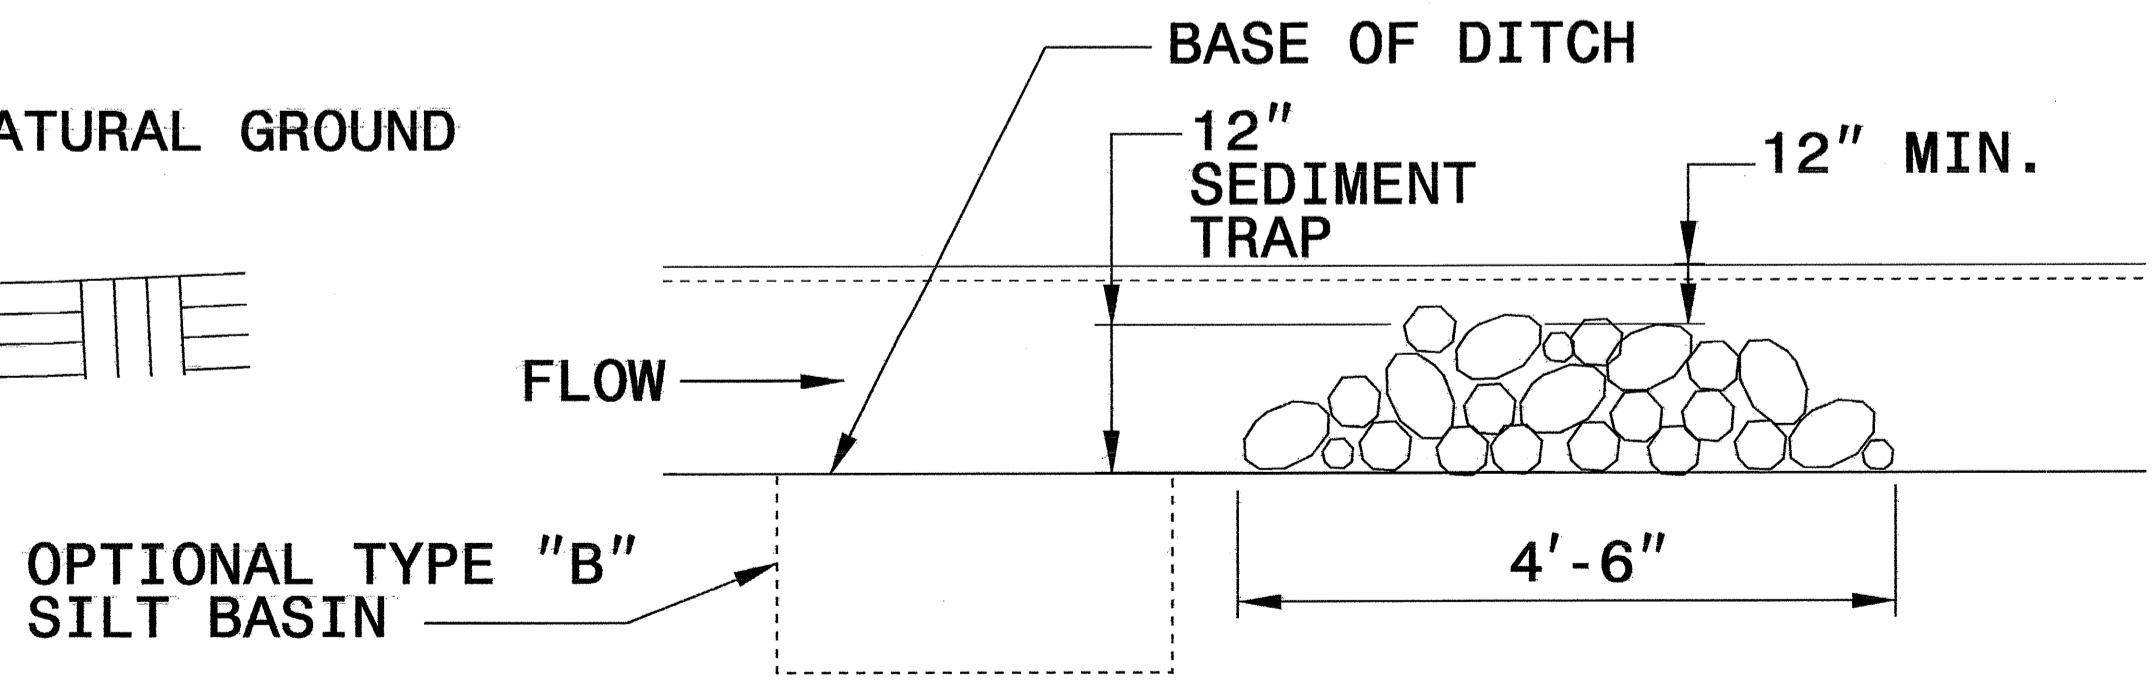 BASE OF DITCH
ATURAL GROUND
12"
SEDIMENT
TRAP
12" MIN.
FLOW
OPTIONAL TYPE "B"
SILT BASIN
4'-6"